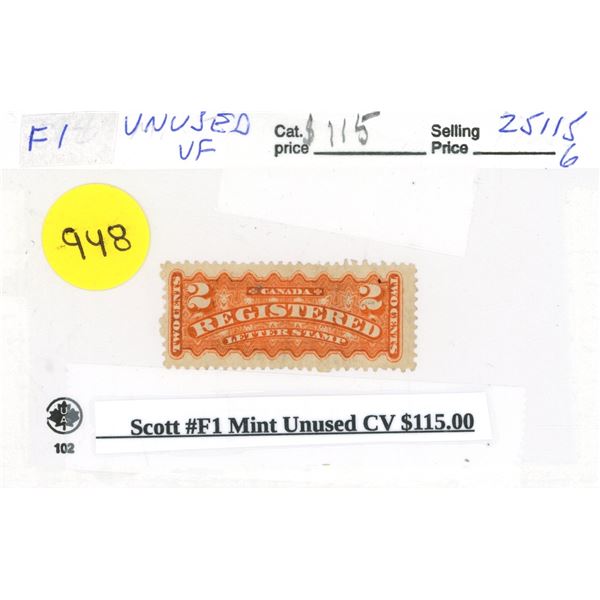 F1 UNUSED VF
Cat. price $115
Selling Price 25115 6
948
2 CANADA 2
TWO CENTS REGISTERED TWO CENTS
LETTER STAMP
U A
102
Scott #F1 Mint Unused CV $115.00